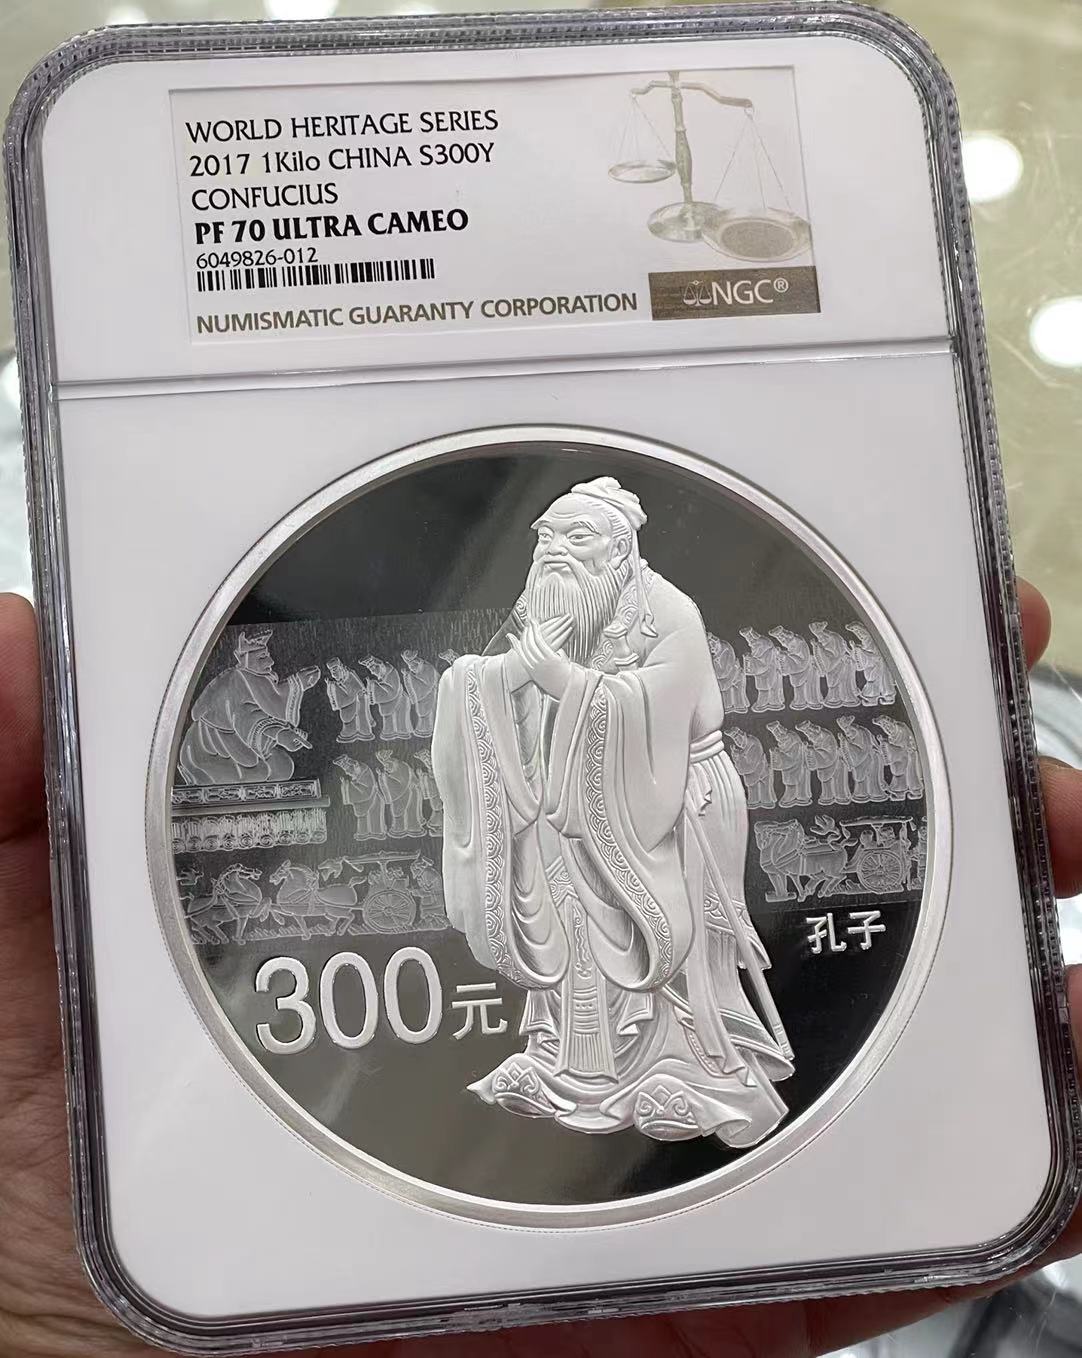 WORLD HERITAGE SERIES
2017 1Kilo CHINA S300Y
CONFUCIUS
PF 70 ULTRA CAMEO
6049826-012
NUMISMATIC GUARANTY CORPORATION
NGC®
孔子
300元